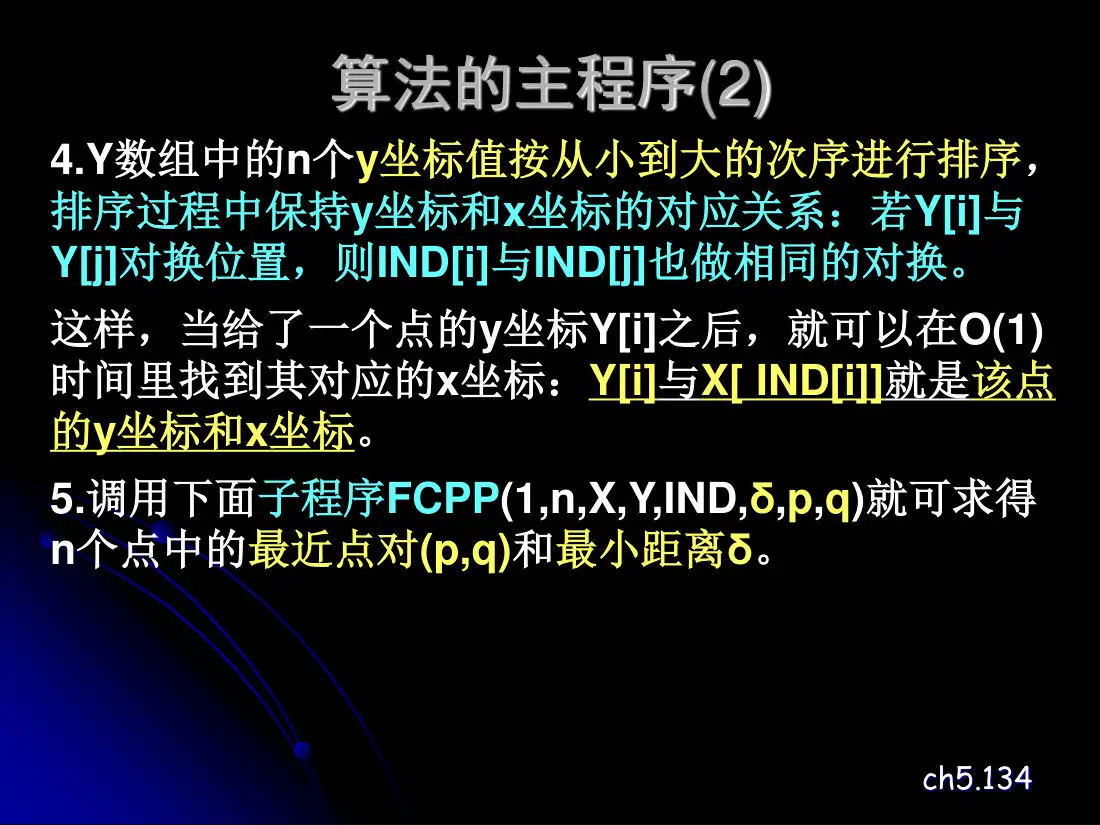 算法的主程序(2)
4.Y数组中的n个y坐标值按从小到大的次序进行排序，
排序过程中保持y坐标和x坐标的对应关系：若Y[i]与
Y[j]对换位置，则IND[i]与IND[j]也做相同的对换。
这样，当给了一个点的y坐标Y[i]之后，就可以在O(1)
时间里找到其对应的x坐标：Y[i]与X[ IND[i]]就是该点
的y坐标和x坐标。
5.调用下面子程序FCPP(1,n,X,Y,IND,δ,p,q)就可求得
n个点中的最近点对(p,q)和最小距离δ。
ch5.134